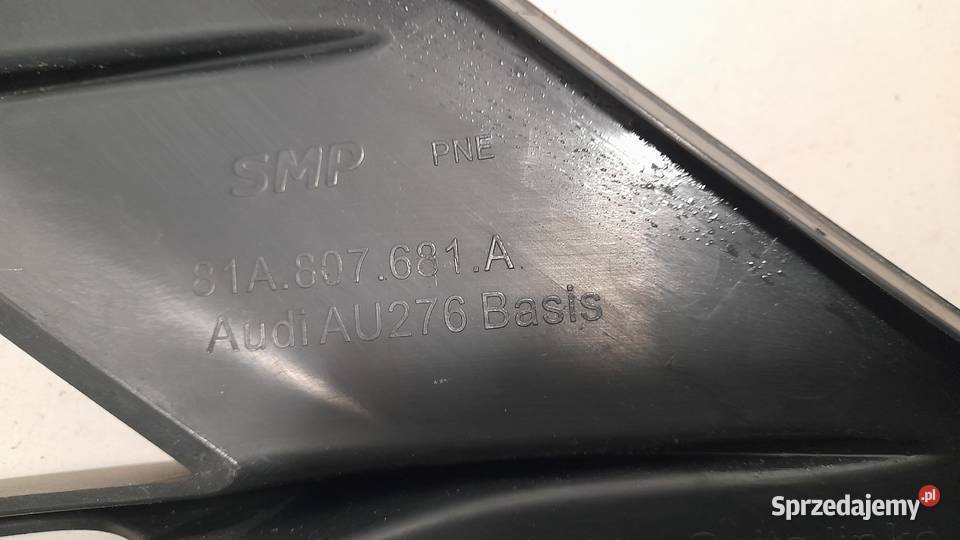 SMP PNE
81A.807.681.A
Audi AU276 Basis
Sprzedajemy.pl